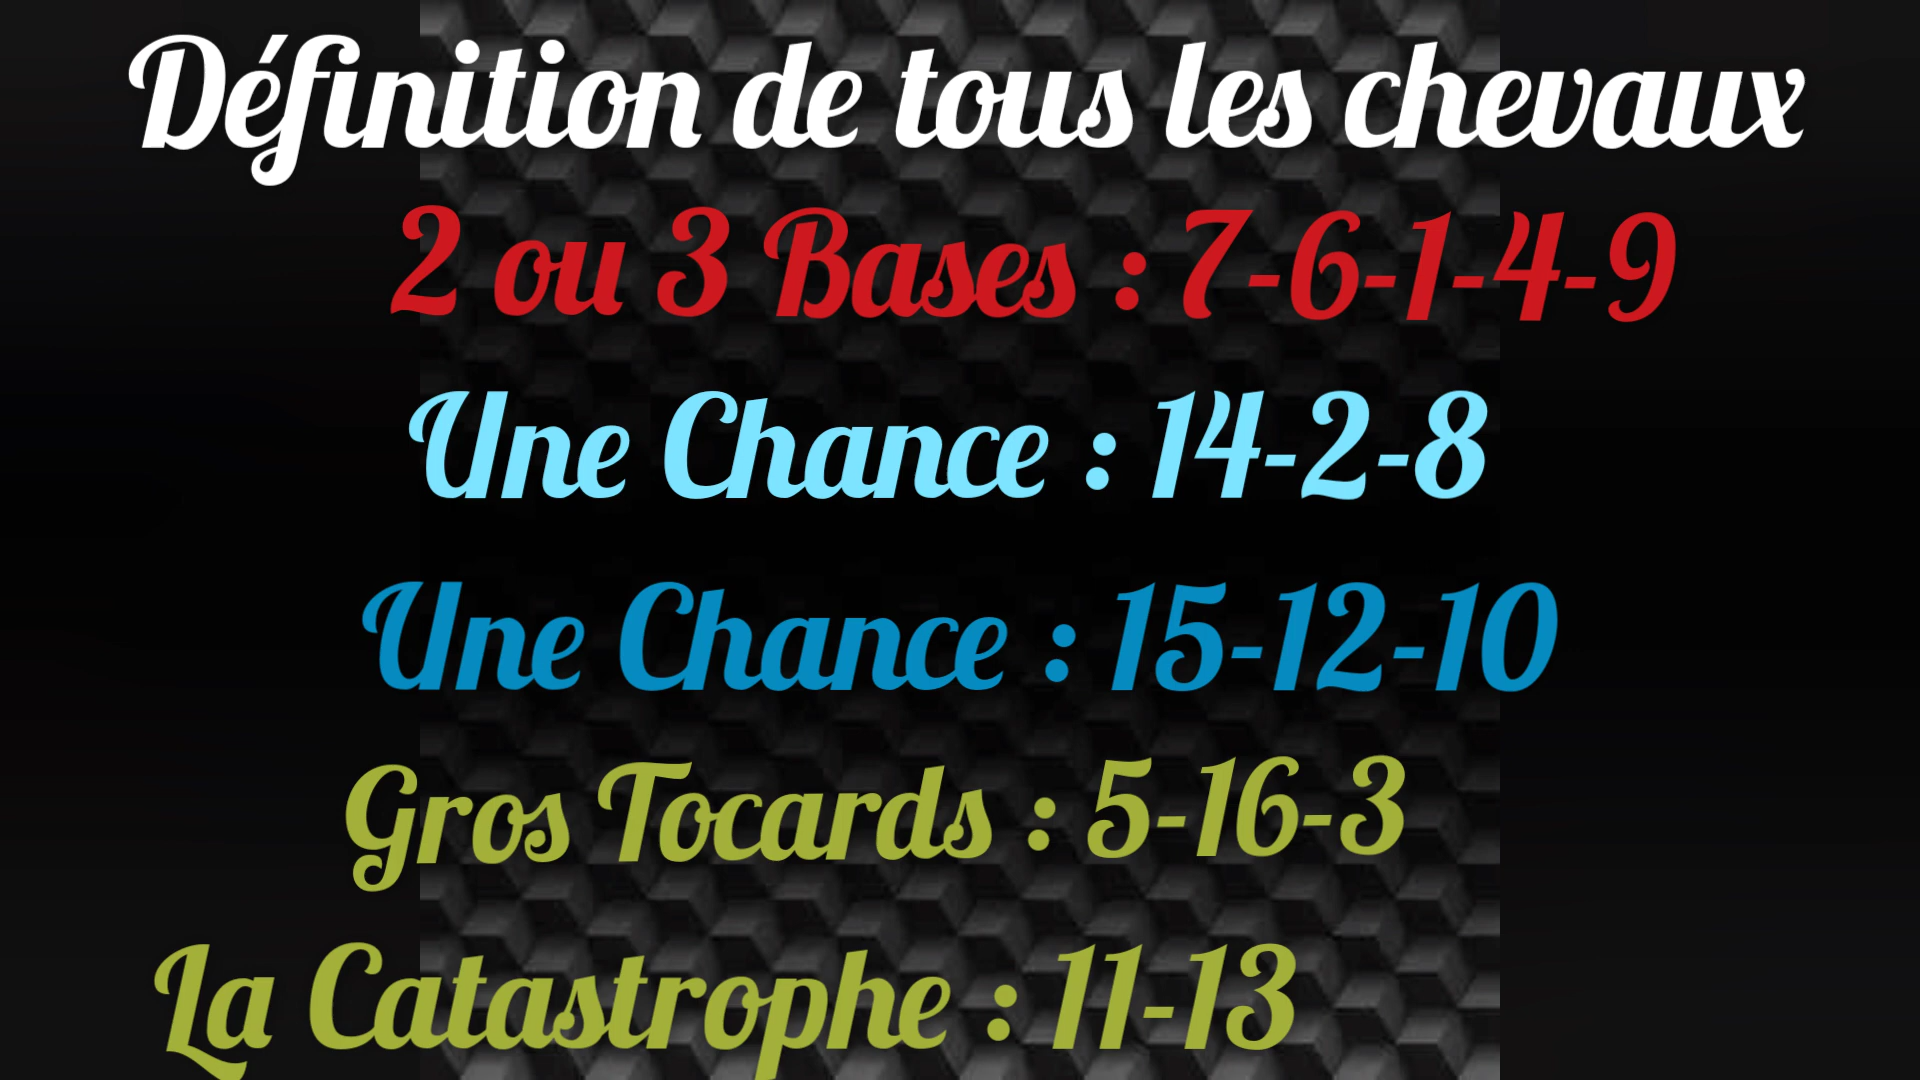 Définition de tous les chevaux
2 ou 3 Bases : 7-6-1-4-9
Une Chance : 14-2-8
Une Chance : 15-12-10
Gros Tocards : 5-16-3
La Catastrophe : 11-13